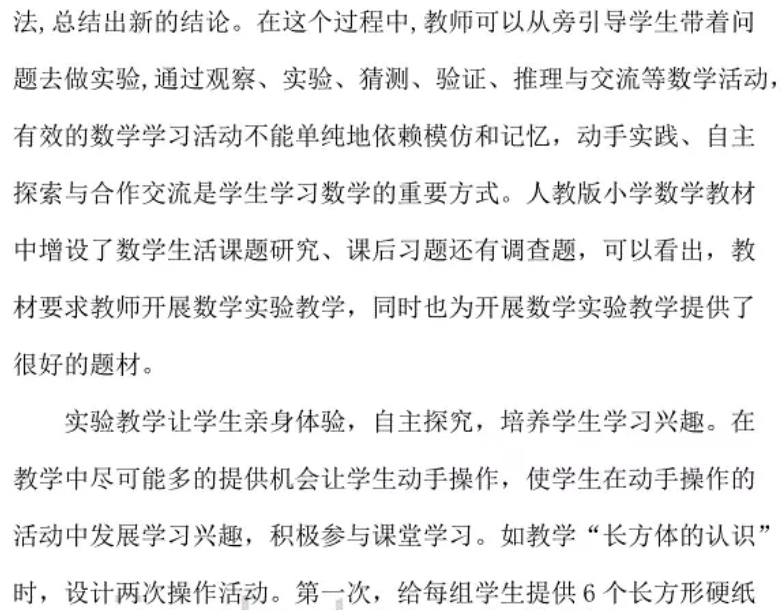 法,总结出新的结论。在这个过程中,教师可以从旁引导学生带着问
题去做实验,通过观察、实验、猜测、验证、推理与交流等数学活动,
有效的数学学习活动不能单纯地依赖模仿和记忆，动手实践、自主
探索与合作交流是学生学习数学的重要方式。人教版小学数学教材
中增设了数学生活课题研究、课后习题还有调查题，可以看出，教
材要求教师开展数学实验教学，同时也为开展数学实验教学提供了
很好的题材。
实验教学让学生亲身体验，自主探究，培养学生学习兴趣。在
教学中尽可能多的提供机会让学生动手操作，使学生在动手操作的
活动中发展学习兴趣，积极参与课堂学习。如教学“长方体的认识”
时，设计两次操作活动。第一次，给每组学生提供 6 个长方形硬纸